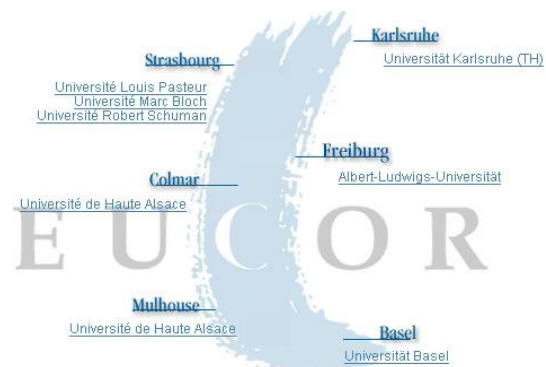 Karlsruhe
Universität Karlsruhe (TH)
Strasbourg
Université Louis Pasteur
Université Marc Bloch
Université Robert Schuman
Freiburg
Albert-Ludwigs-Universität
Colmar
Université de Haute Alsace
EUCOR
Mulhouse
Université de Haute Alsace
Basel
Universität Basel